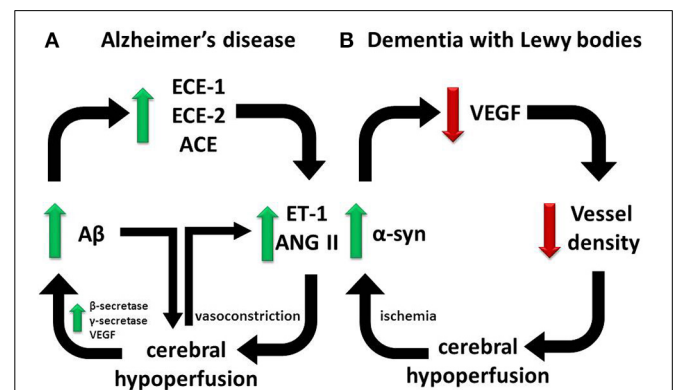 A Alzheimer's disease
B Dementia with Lewy bodies
ECE-1
ECE-2
ACE
Aβ
ET-1
ANG II
β-secretase
γ-secretase
VEGF
vasoconstriction
cerebral
hypoperfusion
VEGF
α-syn
Vessel
density
ischemia
cerebral
hypoperfusion